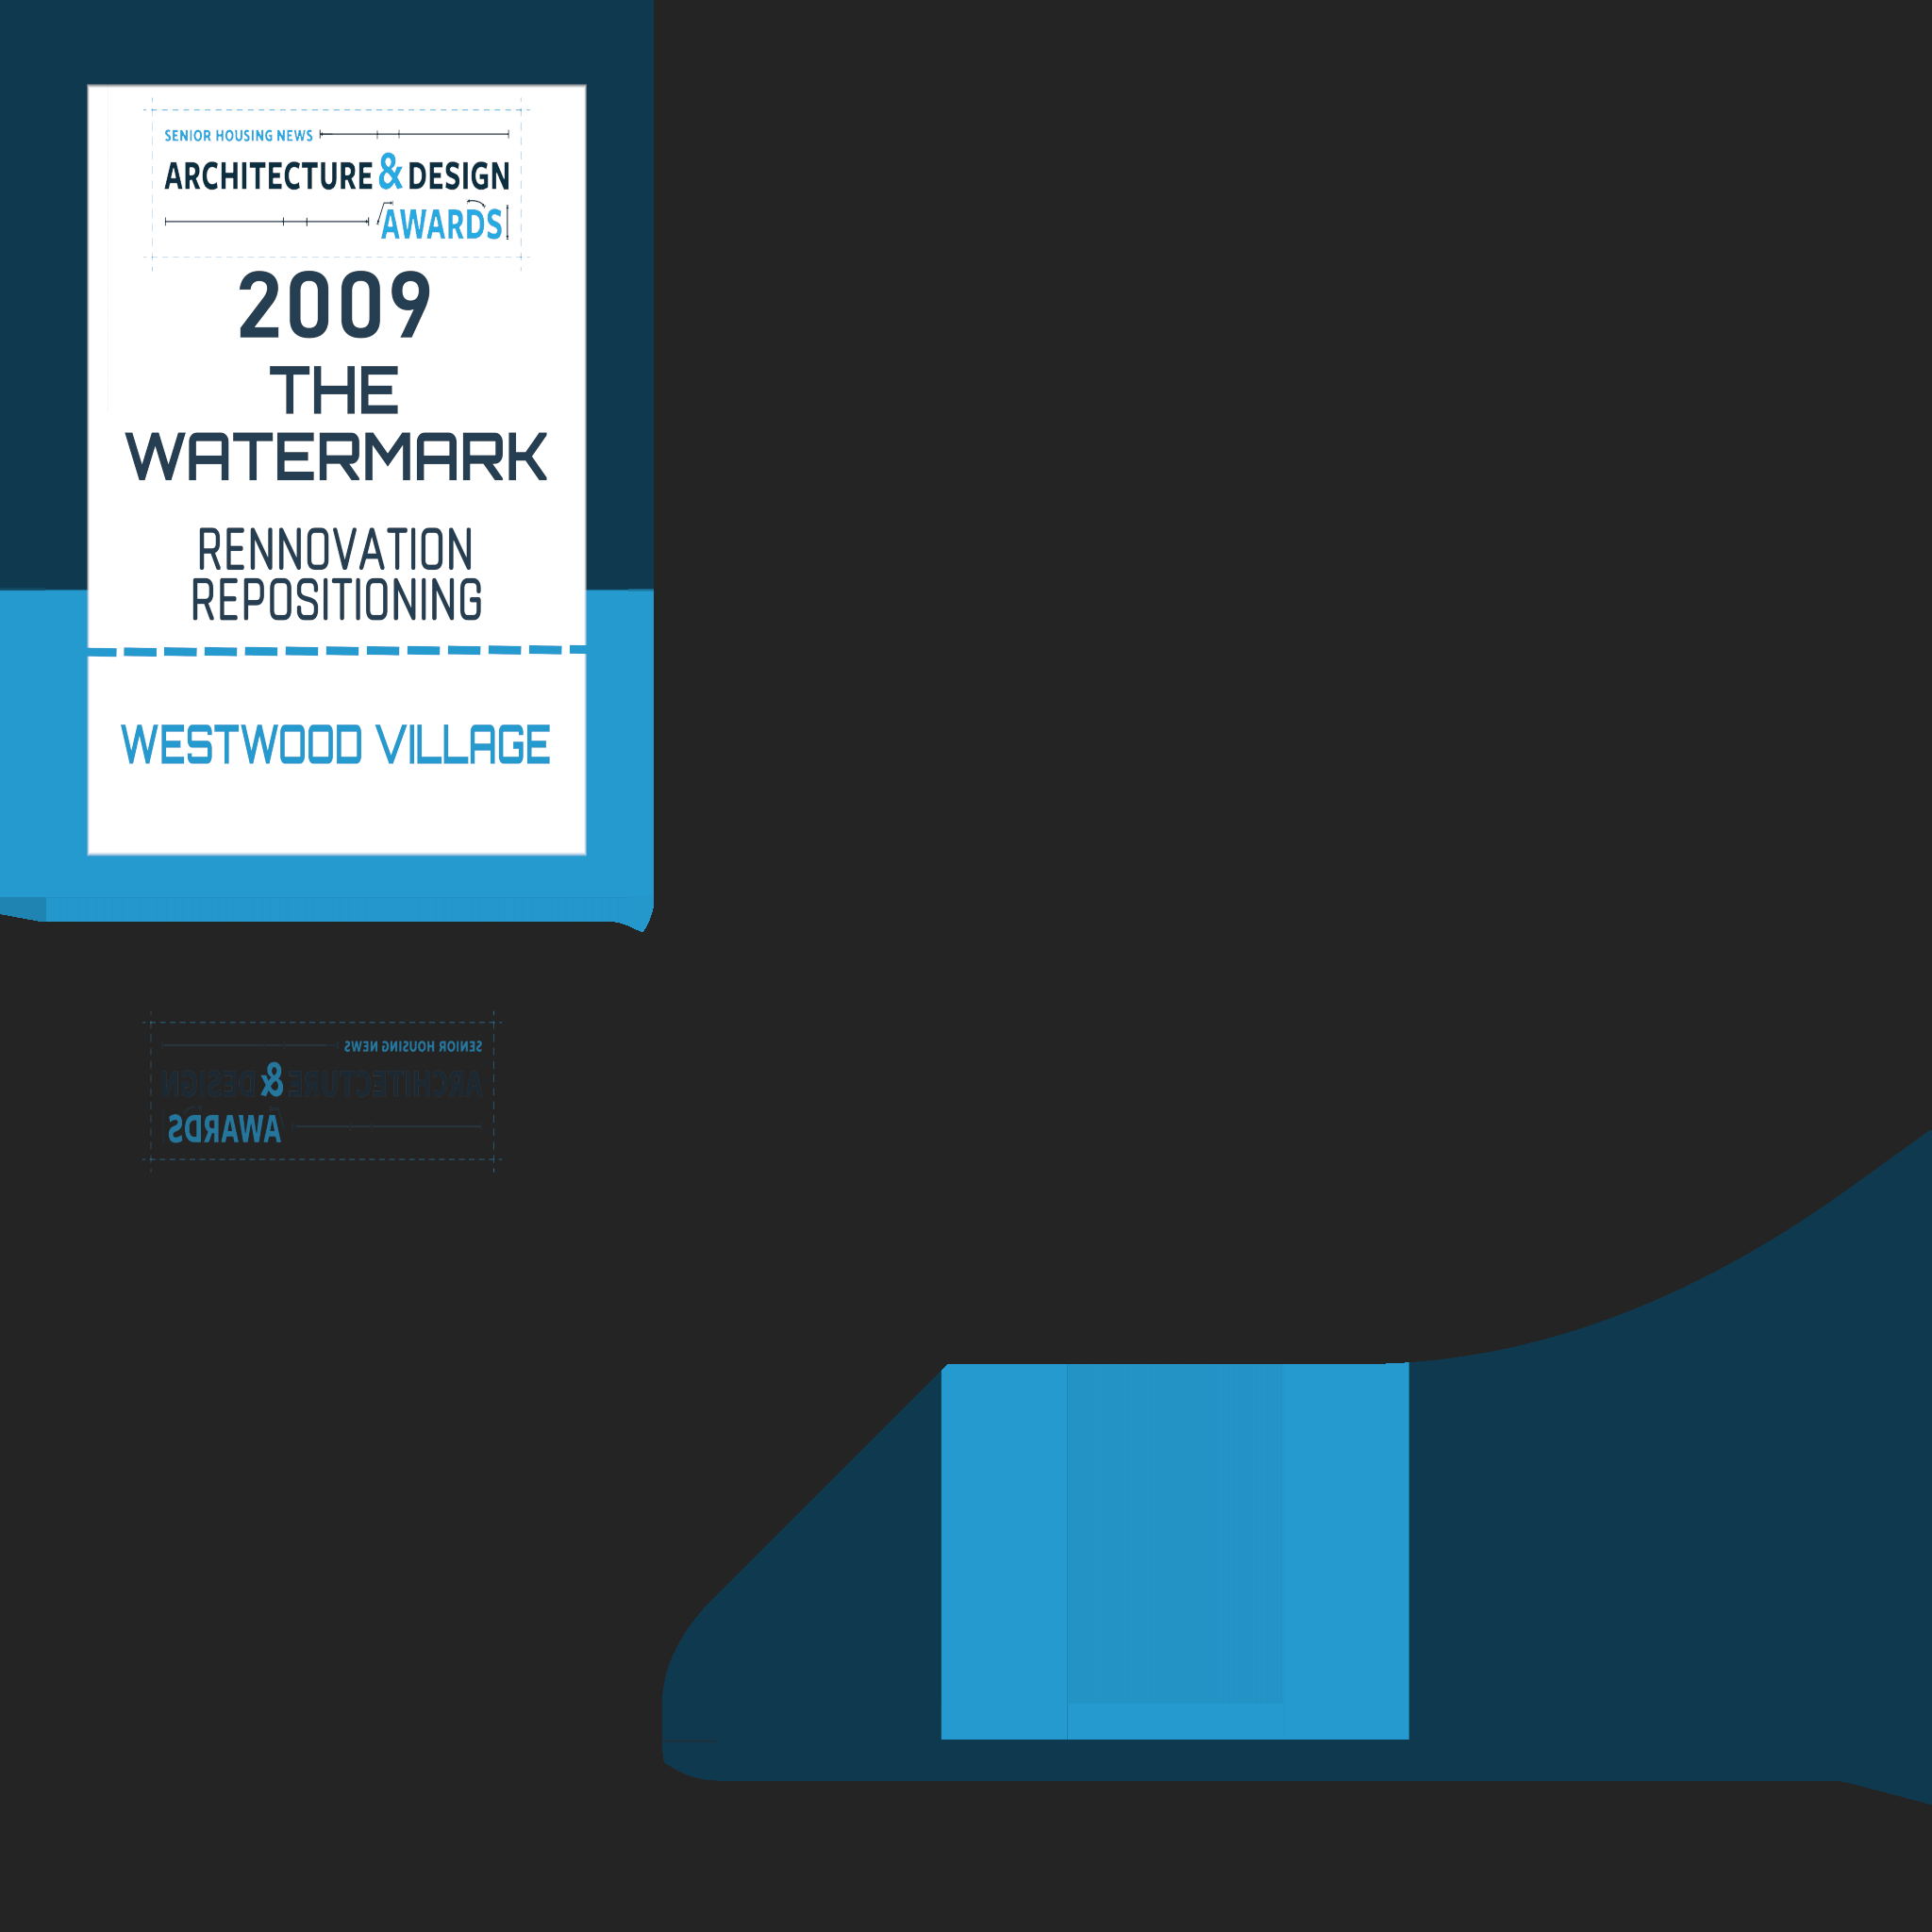 SENIOR HOUSING NEWS
ARCHITECTURE & DESIGN
AWARDS
2009
THE
WATERMARK
RENNOVATION
REPOSITIONING
WESTWOOD VILLAGE
SENIOR HOUSING NEWS
ARCHITECTURE & DESIGN
AWARDS